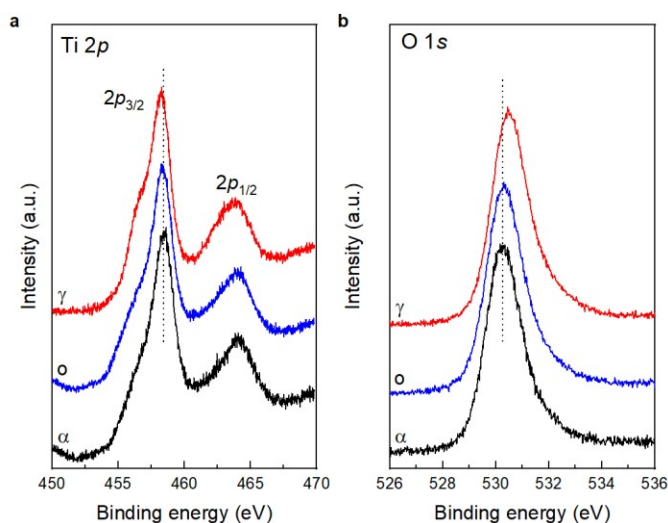 a
Ti 2p
2p3/2
2p1/2
γ
o
α
Intensity (a.u.)
450 455 460 465 470
Binding energy (eV)
b
O 1s
γ
o
α
Intensity (a.u.)
526 528 530 532 534 536
Binding energy (eV)